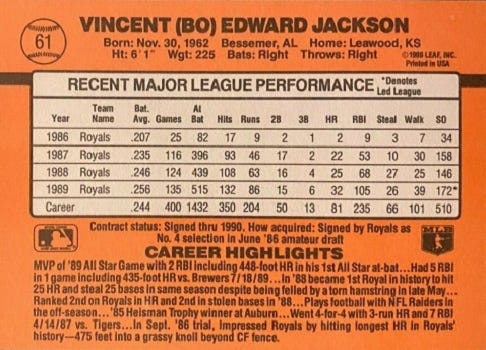 61
VINCENT (BO) EDWARD JACKSON
Born: Nov. 30, 1962 Bessemer, AL Home: Leawood, KS
Ht: 6'1" Wgt: 225 Bats: Right Throws: Right
©1989 LEAF, INC.
Printed in USA
RECENT MAJOR LEAGUE PERFORMANCE *Denotes Led League
Year Team Name Bat. Avg. Games At Bat Hits Runs 2B 3B HR RBI Steal Walk SO
1986 Royals .207 25 82 17 9 2 1 2 9 3 7 34
1987 Royals .235 116 396 93 46 17 2 22 53 10 30 158
1988 Royals .246 124 439 108 63 16 4 25 68 27 25 146
1989 Royals .256 135 515 132 86 15 6 32 105 26 39 172*
Career .244 400 1432 350 204 50 13 81 235 66 101 510
Contract status: Signed thru 1990. How acquired: Signed by Royals as
No. 4 selection in June '86 amateur draft
MLB
CAREER HIGHLIGHTS
MVP of '89 All Star Game with 2 RBI including 448-foot HR in his 1st All Star at-bat...Had 5 RBI
in 1 game including 435-foot HR vs. Brewers 7/18/89...In '88 became 1st Royal in history to hit
25 HR and steal 25 bases in same season despite being felled by a torn hamstring in late May...
Ranked 2nd on Royals in HR and 2nd in stolen bases in '88...Plays football with NFL Raiders in
the off-season...'85 Heisman Trophy winner at Auburn...Went 4-for-4 with 3-run HR and 7 RBI
4/14/87 vs. Tigers...In Sept. '86 trial, impressed Royals by hitting longest HR in Royals'
history—475 feet into a grassy knoll beyond CF fence.